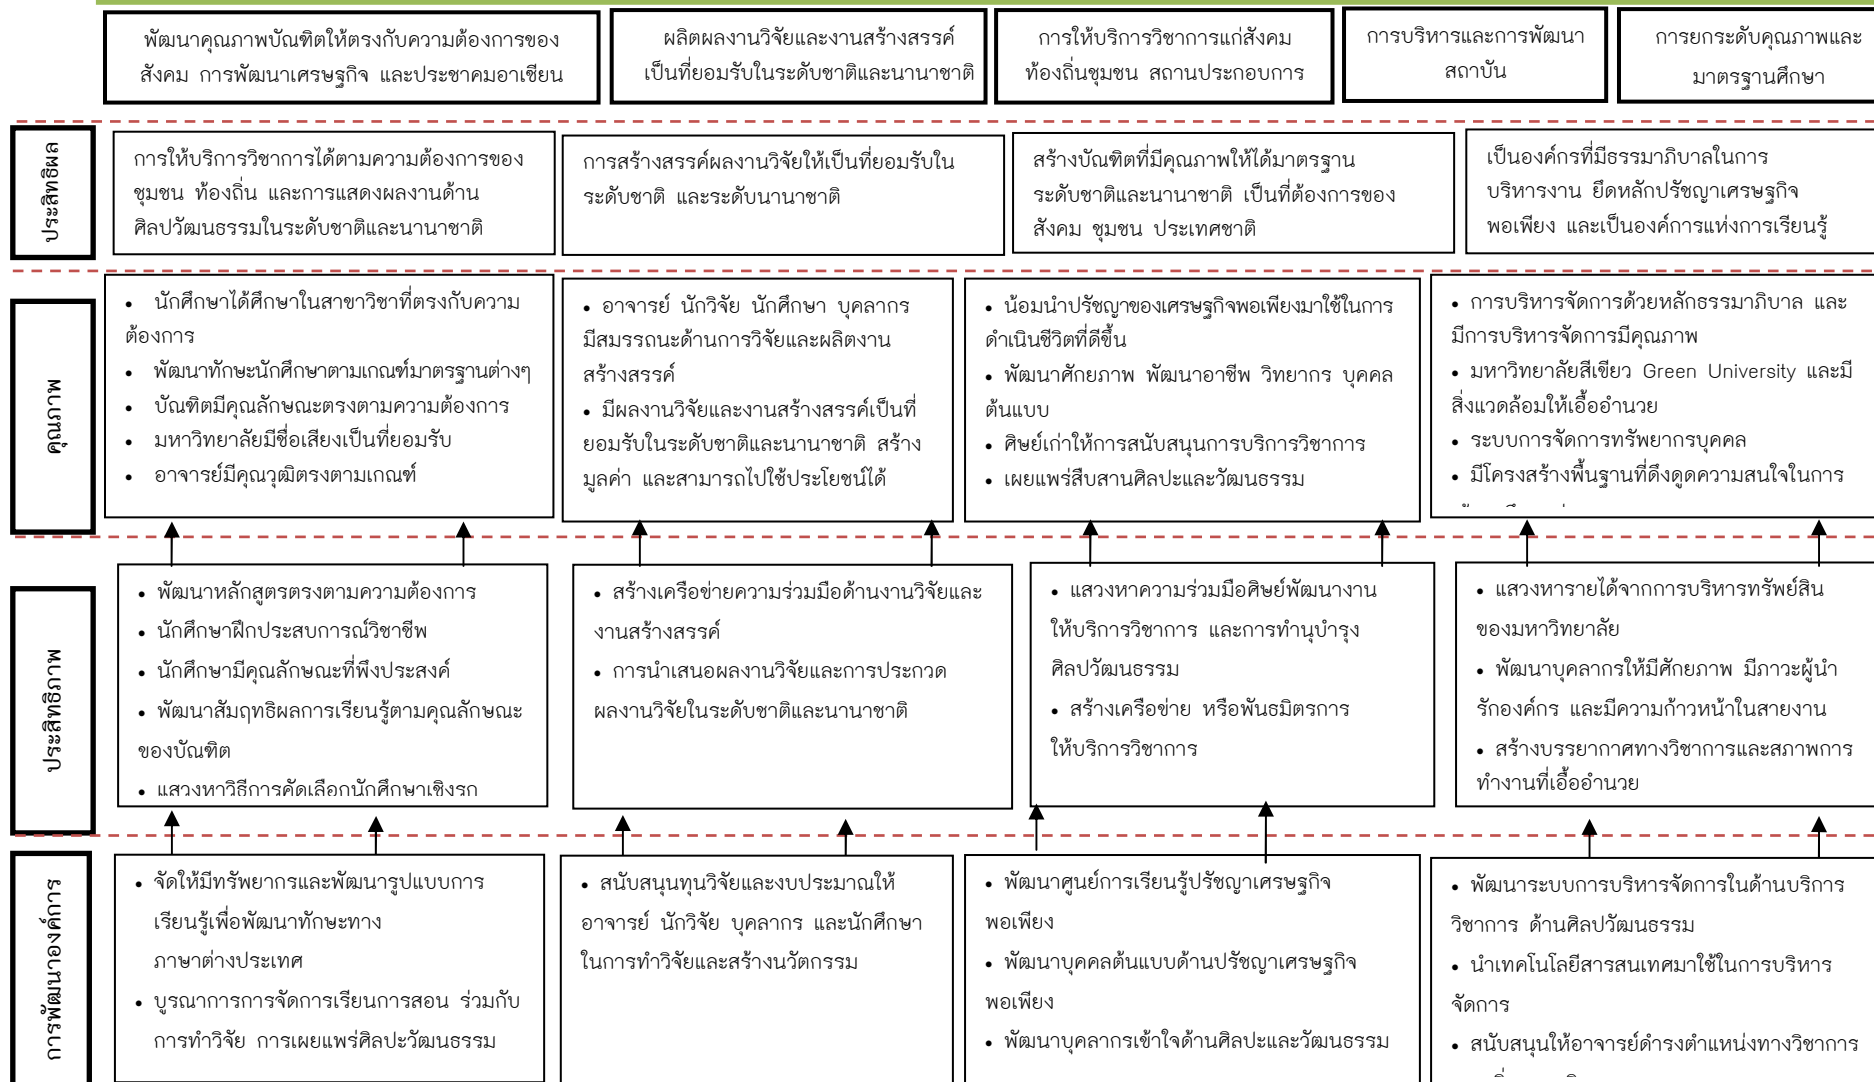 พัฒนาคุณภาพบัณฑิตให้ตรงกับความต้องการของ
สังคม การพัฒนาเศรษฐกิจ และประชาคมอาเซียน
ผลิตผลงานวิจัยและงานสร้างสรรค์
เป็นที่ยอมรับในระดับชาติและนานาชาติ
การให้บริการวิชาการแก่สังคม
ท้องถิ่นชุมชน สถานประกอบการ
การบริหารและการพัฒนา
สถาบัน
การยกระดับคุณภาพและ
มาตรฐานศึกษา
ประสิทธิผล
การให้บริการวิชาการได้ตามความต้องการของ
ชุมชน ท้องถิ่น และการแสดงผลงานด้าน
ศิลปวัฒนธรรมในระดับชาติและนานาชาติ
การสร้างสรรค์ผลงานวิจัยให้เป็นที่ยอมรับใน
ระดับชาติ และระดับนานาชาติ
สร้างบัณฑิตที่มีคุณภาพให้ได้มาตรฐาน
ระดับชาติและนานาชาติ เป็นที่ต้องการของ
สังคม ชุมชน ประเทศชาติ
เป็นองค์กรที่มีธรรมาภิบาลในการ
บริหารงาน ยึดหลักปรัชญาเศรษฐกิจ
พอเพียง และเป็นองค์การแห่งการเรียนรู้
คุณภาพ
• นักศึกษาได้ศึกษาในสาขาวิชาที่ตรงกับความ
ต้องการ
• พัฒนาทักษะนักศึกษาตามเกณฑ์มาตรฐานต่างๆ
• บัณฑิตมีคุณลักษณะตรงตามความต้องการ
• มหาวิทยาลัยมีชื่อเสียงเป็นที่ยอมรับ
• อาจารย์มีคุณวุฒิตรงตามเกณฑ์
• อาจารย์ นักวิจัย นักศึกษา บุคลากร
มีสมรรถนะด้านการวิจัยและผลิตงาน
สร้างสรรค์
• มีผลงานวิจัยและงานสร้างสรรค์เป็นที่
ยอมรับในระดับชาติและนานาชาติ สร้าง
มูลค่า และสามารถไปใช้ประโยชน์ได้
• น้อมนำปรัชญาของเศรษฐกิจพอเพียงมาใช้ในการ
ดำเนินชีวิตที่ดีขึ้น
• พัฒนาศักยภาพ พัฒนาอาชีพ วิทยากร บุคคล
ต้นแบบ
• ศิษย์เก่าให้การสนับสนุนการบริการวิชาการ
• เผยแพร่สืบสานศิลปะและวัฒนธรรม
• การบริหารจัดการด้วยหลักธรรมาภิบาล และ
มีการบริหารจัดการมีคุณภาพ
• มหาวิทยาลัยสีเขียว Green University และมี
สิ่งแวดล้อมให้เอื้ออำนวย
• ระบบการจัดการทรัพยากรบุคคล
• มีโครงสร้างพื้นฐานที่ดึงดูดความสนใจในการ
ประสิทธิภาพ
• พัฒนาหลักสูตรตรงตามความต้องการ
• นักศึกษาฝึกประสบการณ์วิชาชีพ
• นักศึกษามีคุณลักษณะที่พึงประสงค์
• พัฒนาสัมฤทธิผลการเรียนรู้ตามคุณลักษณะ
ของบัณฑิต
• แสวงหาวิธีการคัดเลือกนักศึกษาเชิงรุก
• สร้างเครือข่ายความร่วมมือด้านงานวิจัยและ
งานสร้างสรรค์
• การนำเสนอผลงานวิจัยและการประกวด
ผลงานวิจัยในระดับชาติและนานาชาติ
• แสวงหาความร่วมมือศิษย์พัฒนางาน
ให้บริการวิชาการ และการทำนุบำรุง
ศิลปวัฒนธรรม
• สร้างเครือข่าย หรือพันธมิตรการ
ให้บริการวิชาการ
• แสวงหารายได้จากการบริหารทรัพย์สิน
ของมหาวิทยาลัย
• พัฒนาบุคลากรให้มีศักยภาพ มีภาวะผู้นำ
รักองค์กร และมีความก้าวหน้าในสายงาน
• สร้างบรรยากาศทางวิชาการและสภาพการ
ทำงานที่เอื้ออำนวย
การพัฒนาองค์การ
• จัดให้มีทรัพยากรและพัฒนารูปแบบการ
เรียนรู้เพื่อพัฒนาทักษะทาง
ภาษาต่างประเทศ
• บูรณาการการจัดการเรียนการสอน ร่วมกับ
การทำวิจัย การเผยแพร่ศิลปะวัฒนธรรม
• สนับสนุนทุนวิจัยและงบประมาณให้
อาจารย์ นักวิจัย บุคลากร และนักศึกษา
ในการทำวิจัยและสร้างนวัตกรรม
• พัฒนาศูนย์การเรียนรู้ปรัชญาเศรษฐกิจ
พอเพียง
• พัฒนาบุคคลต้นแบบด้านปรัชญาเศรษฐกิจ
พอเพียง
• พัฒนาบุคลากรเข้าใจด้านศิลปะและวัฒนธรรม
• พัฒนาระบบการบริหารจัดการในด้านบริการ
วิชาการ ด้านศิลปวัฒนธรรม
• นำเทคโนโลยีสารสนเทศมาใช้ในการบริหาร
จัดการ
• สนับสนุนให้อาจารย์ดำรงตำแหน่งทางวิชาการ